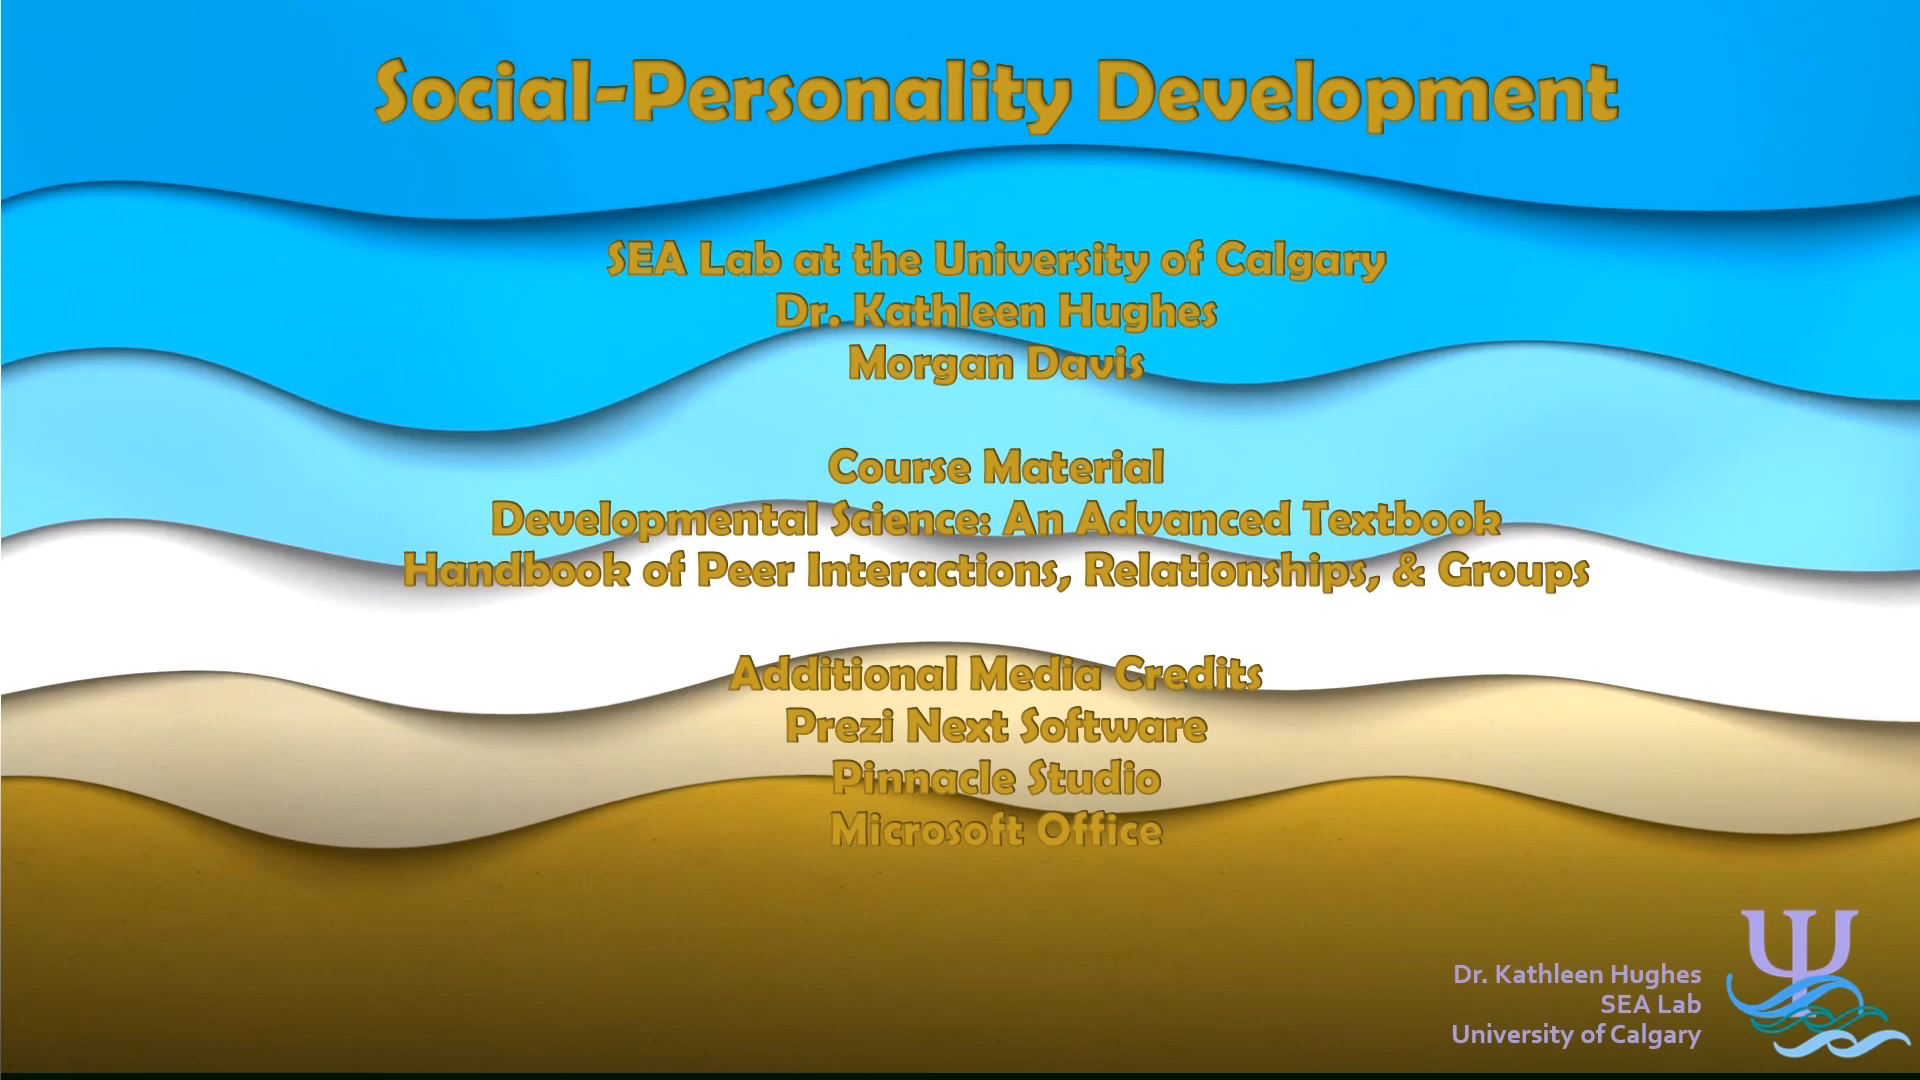 Social-Personality Development
SEA Lab at the University of Calgary
Dr. Kathleen Hughes
Morgan Davis
Course Material
Developmental Science: An Advanced Textbook
Handbook of Peer Interactions, Relationships, & Groups
Additional Media Credits
Prezi Next Software
Pinnacle Studio
Microsoft Office
Dr. Kathleen Hughes
SEA Lab
University of Calgary